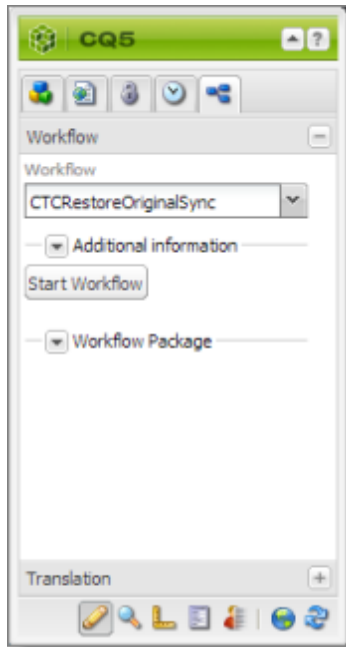 CQ5
?
Workflow
Workflow
CTCRestoreOriginalSync
Additional information
Start Workflow
Workflow Package
Translation